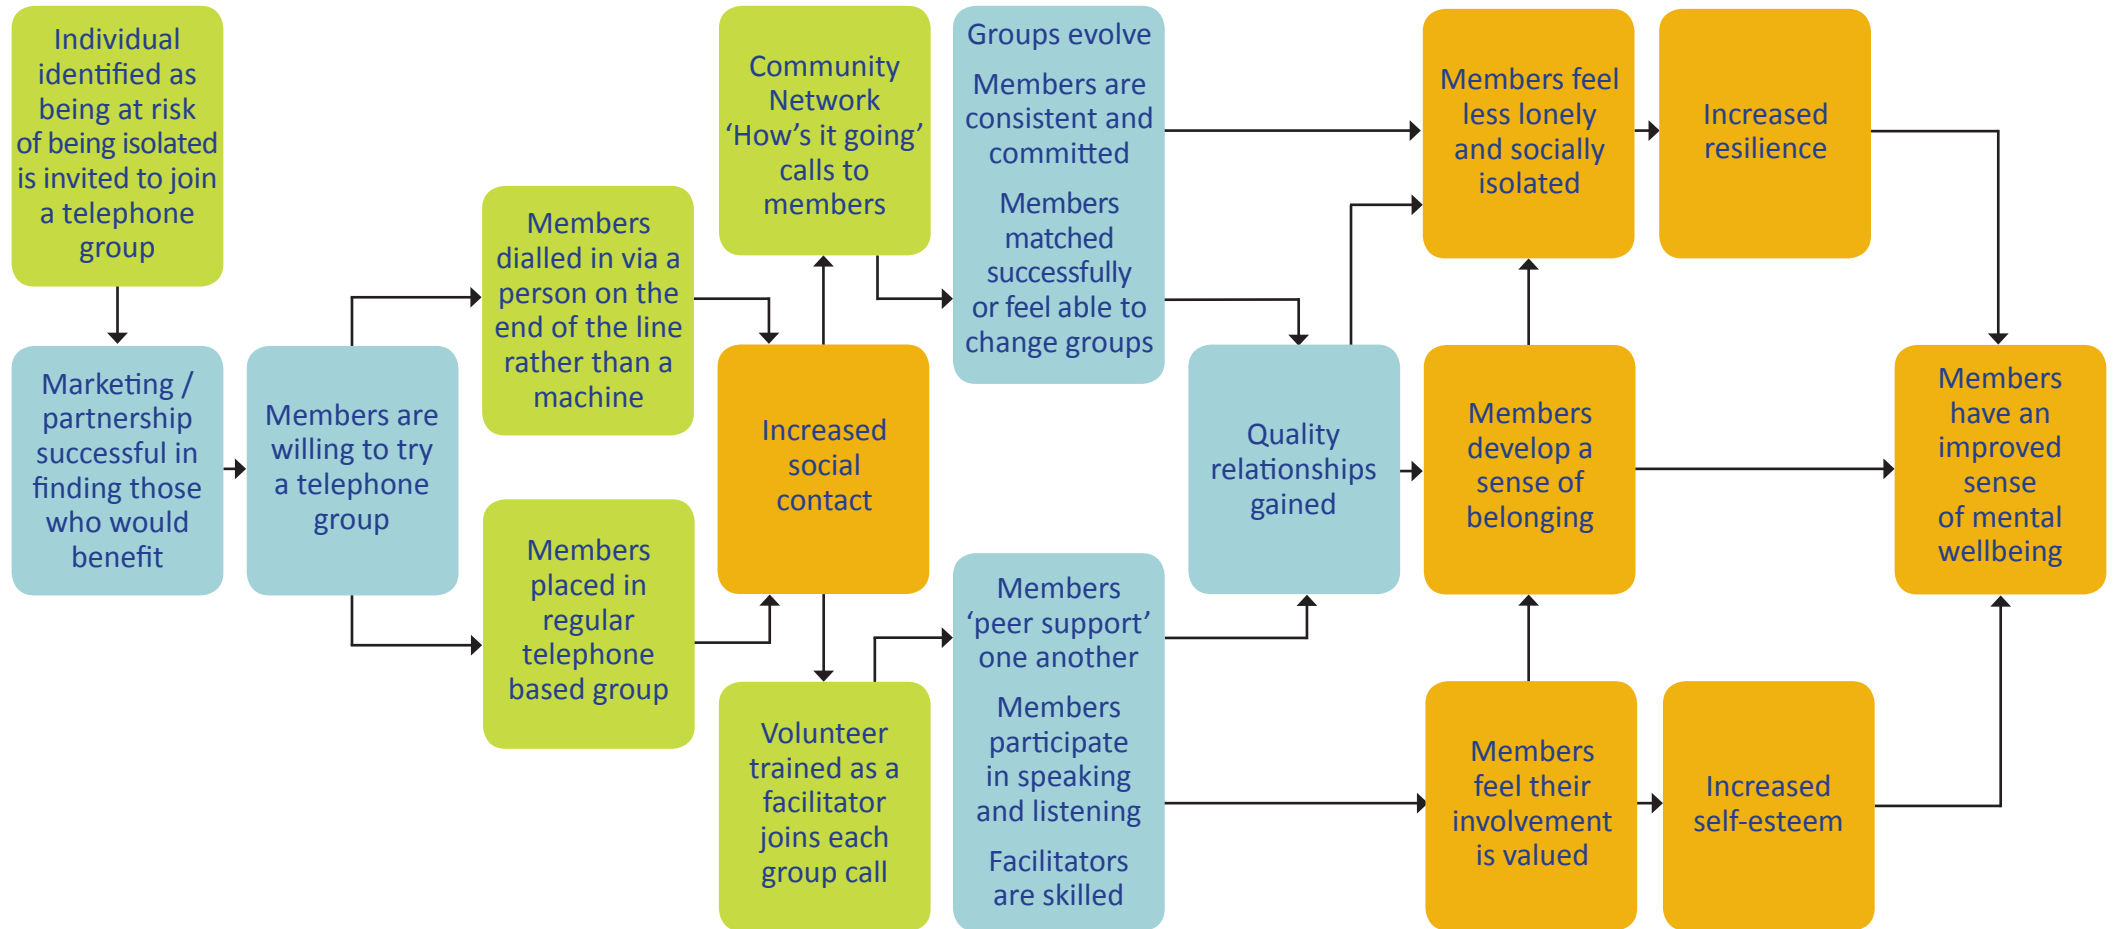 Individual
identified as
being at risk
of being isolated
is invited to join
a telephone
group
Marketing /
partnership
successful in
finding those
who would
benefit
Members are
willing to try
a telephone
group
Members
dialled in via a
person on the
end of the line
rather than a
machine
Members
placed in
regular
telephone
based group
Community
Network
‘How’s it going’
calls to
members
Increased
social
contact
Volunteer
trained as a
facilitator
joins each
group call
Groups evolve
Members are
consistent and
committed
Members
matched
successfully
or feel able to
change groups
Members
‘peer support’
one another
Members
participate
in speaking
and listening
Facilitators
are skilled
Quality
relationships
gained
Members feel
less lonely
and socially
isolated
Members
develop a
sense of
belonging
Members
feel their
involvement
is valued
Increased
resilience
Increased
self-esteem
Members
have an
improved
sense
of mental
wellbeing